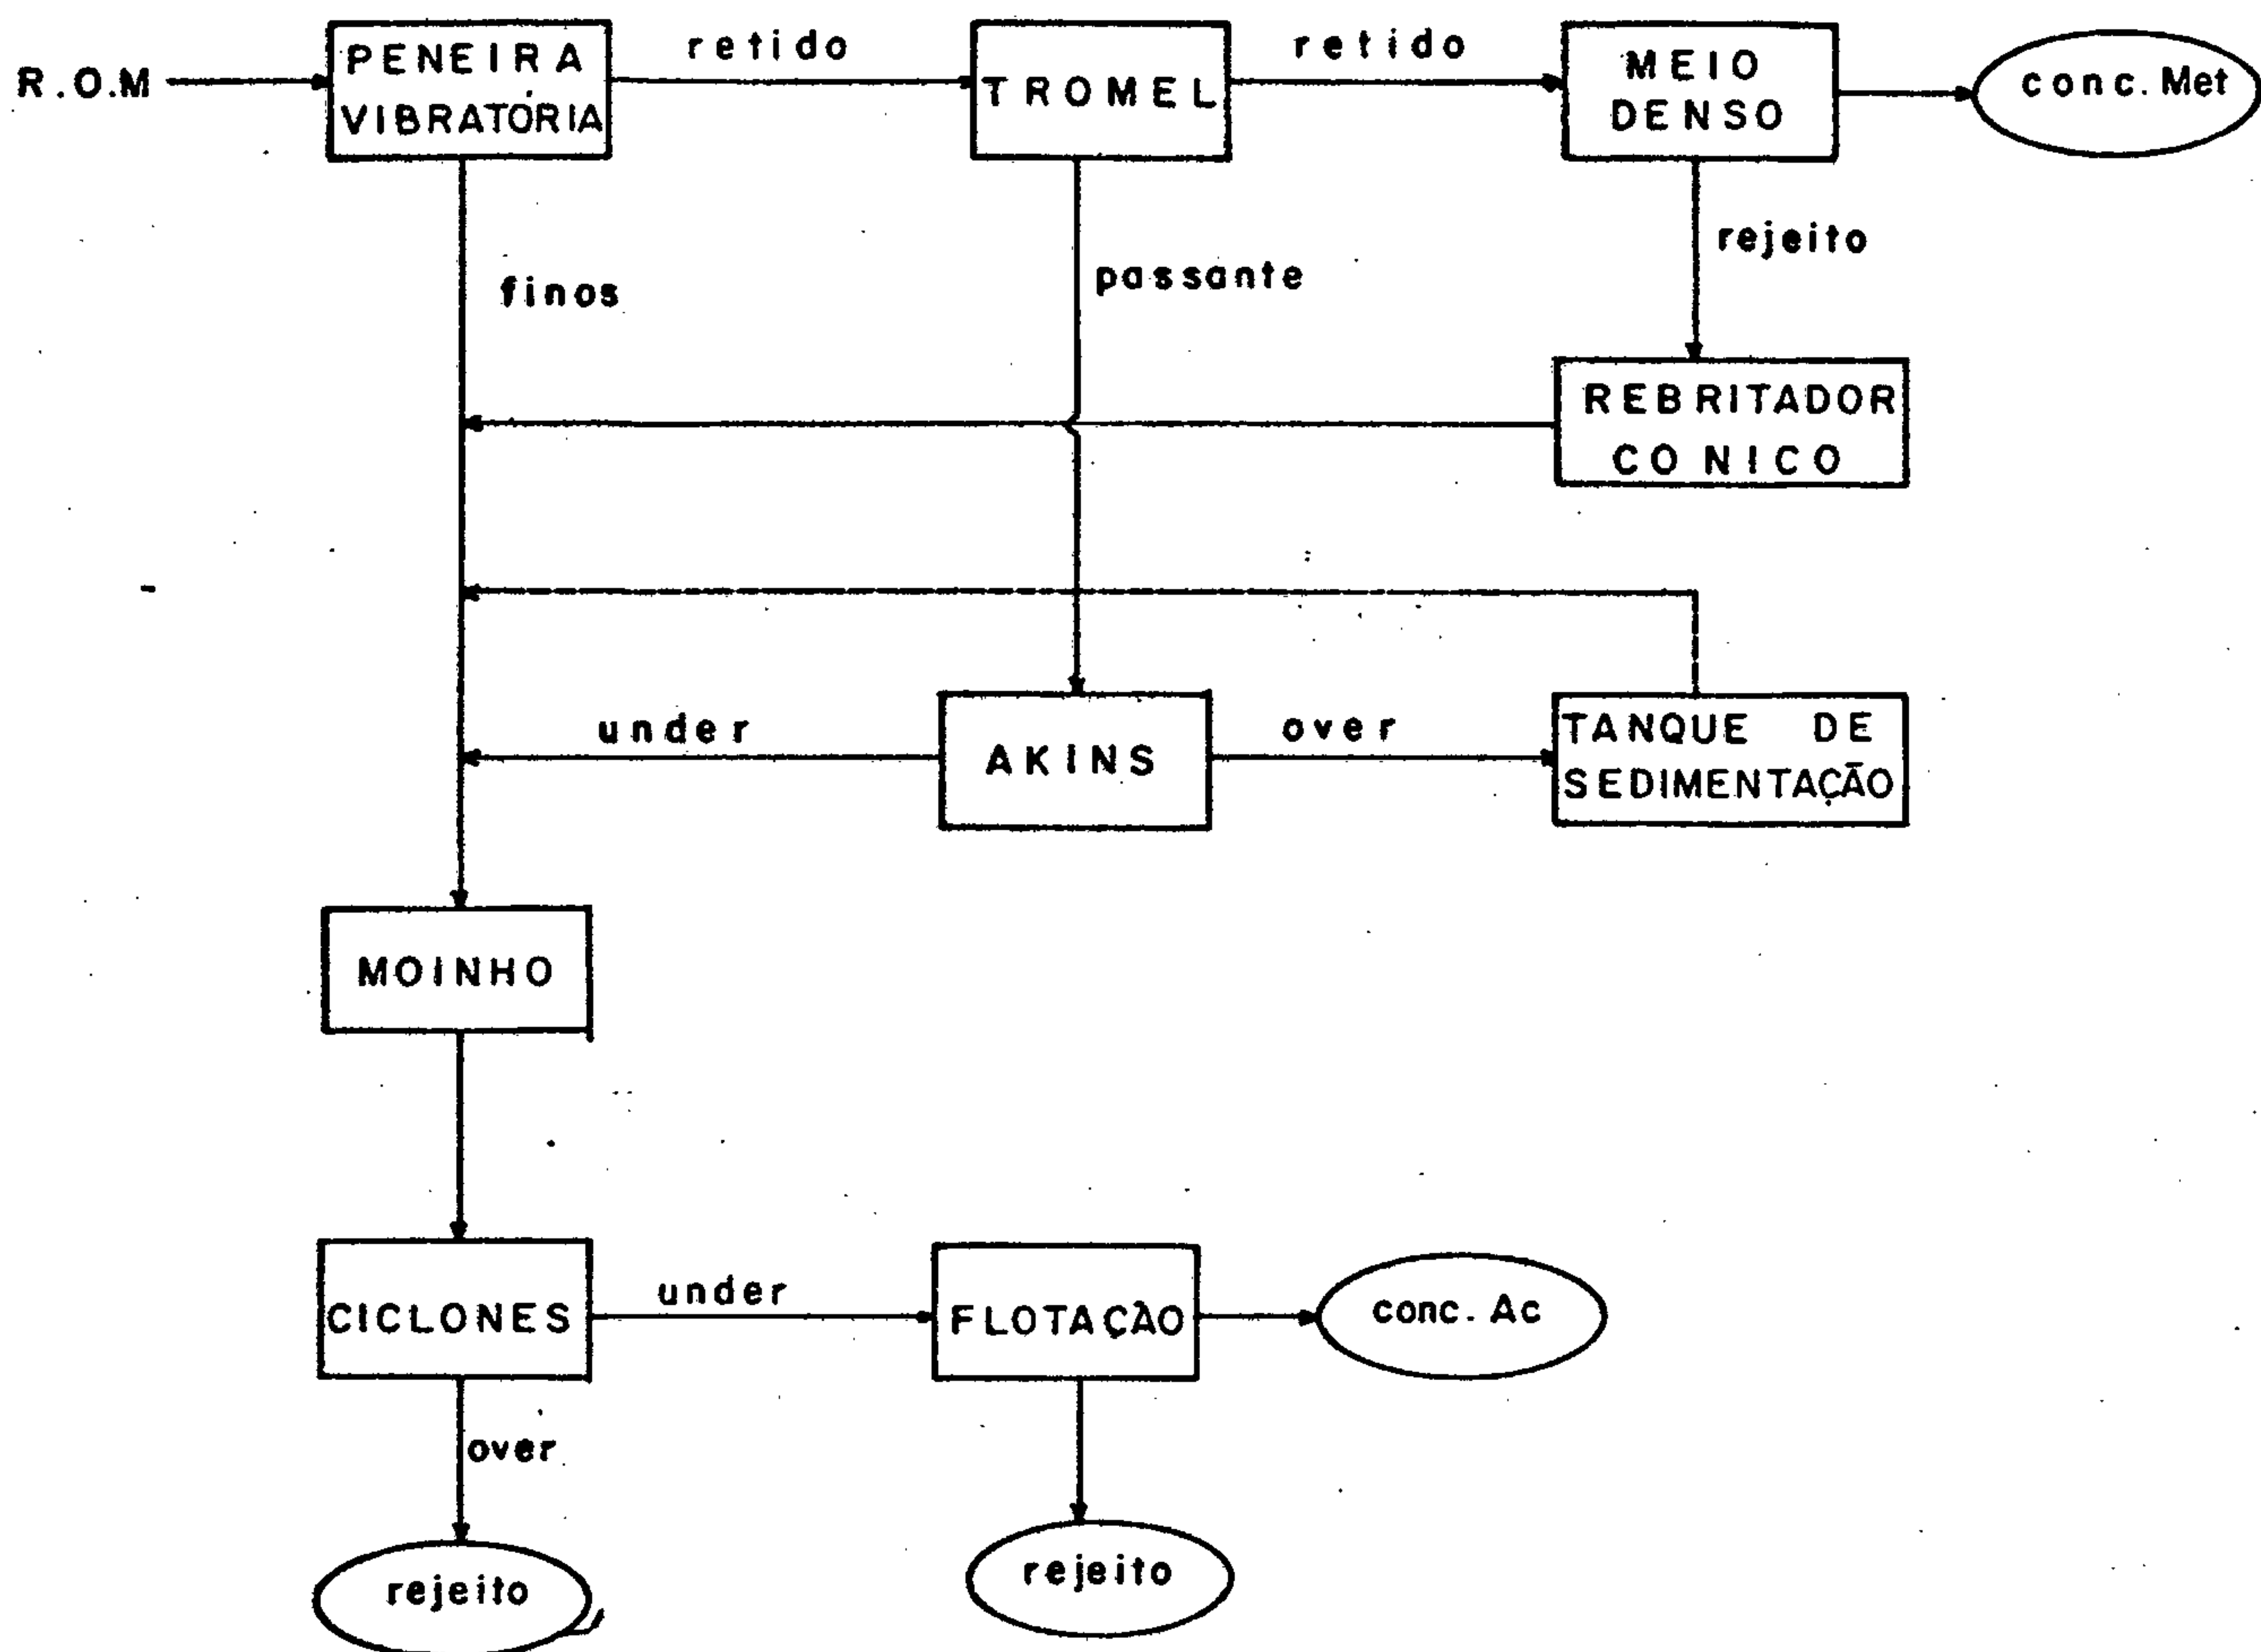 R.O.M
PENEIRA
VIBRATÓRIA
retido
TROMEL
retido
MEIO
DENSO
conc. Met
finos
passante
rejeito
REBRITADOR
CONICO
under
AKINS
over
TANQUE DE
SEDIMENTAÇÃO
MOINHO
CICLONES
under
FLOTAÇÃO
conc. Ac
over
rejeito
rejeito